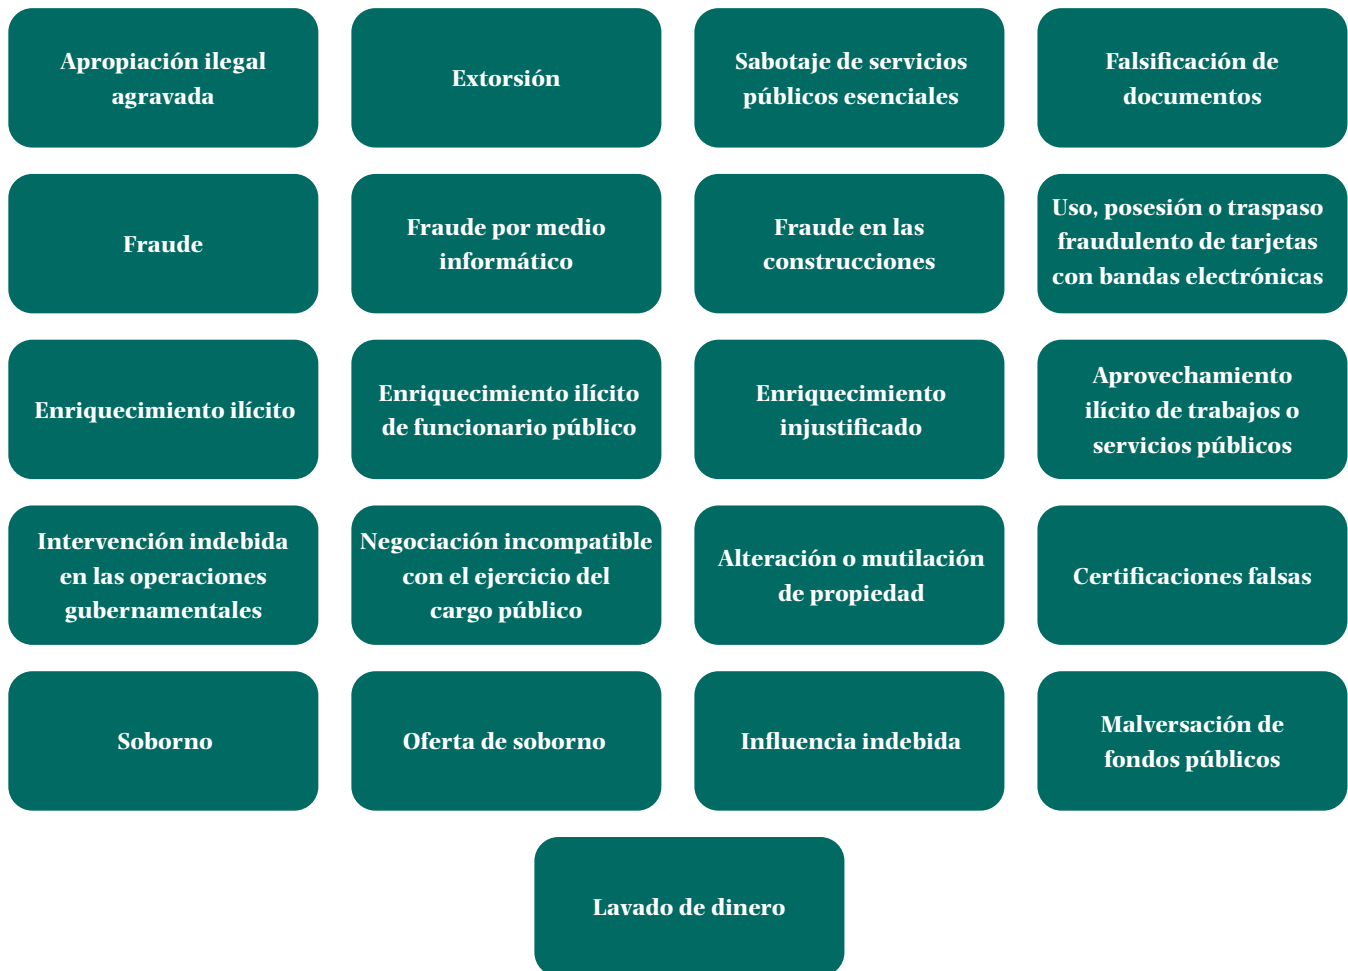 Apropiación ilegal
agravada
Extorsión
Sabotaje de servicios
públicos esenciales
Falsificación de
documentos
Fraude
Fraude por medio
informático
Fraude en las
construcciones
Uso, posesión o traspaso
fraudulento de tarjetas
con bandas electrónicas
Enriquecimiento ilícito
Enriquecimiento ilícito
de funcionario público
Enriquecimiento
injustificado
Aprovechamiento
ilícito de trabajos o
servicios públicos
Intervención indebida
en las operaciones
gubernamentales
Negociación incompatible
con el ejercicio del
cargo público
Alteración o mutilación
de propiedad
Certificaciones falsas
Soborno
Oferta de soborno
Influencia indebida
Malversación de
fondos públicos
Lavado de dinero